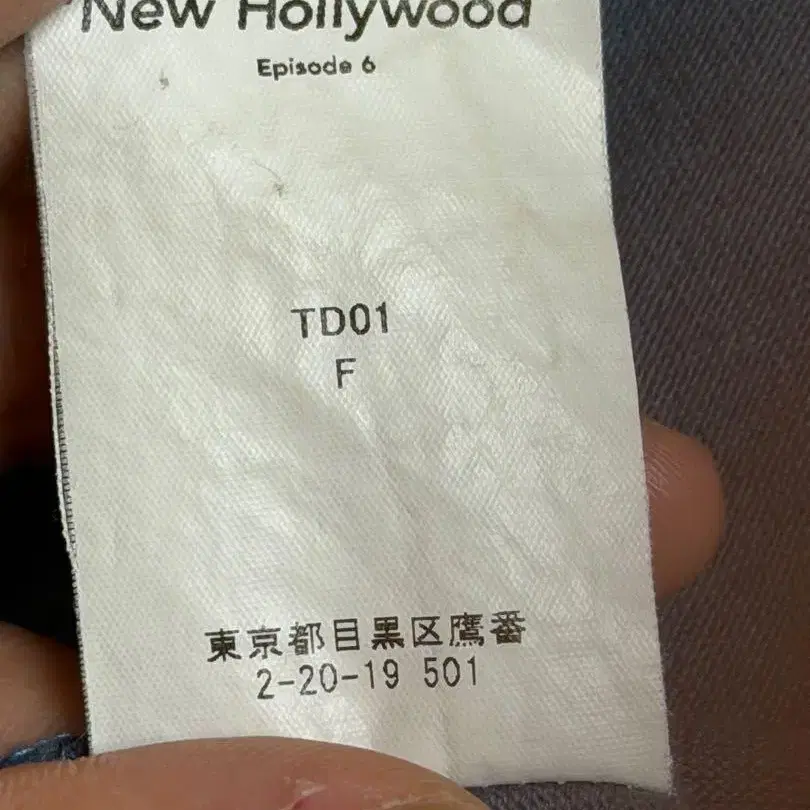 New Hollywood
Episode 6
TD01
F
東京都目黒区鷹番
2-20-19 501